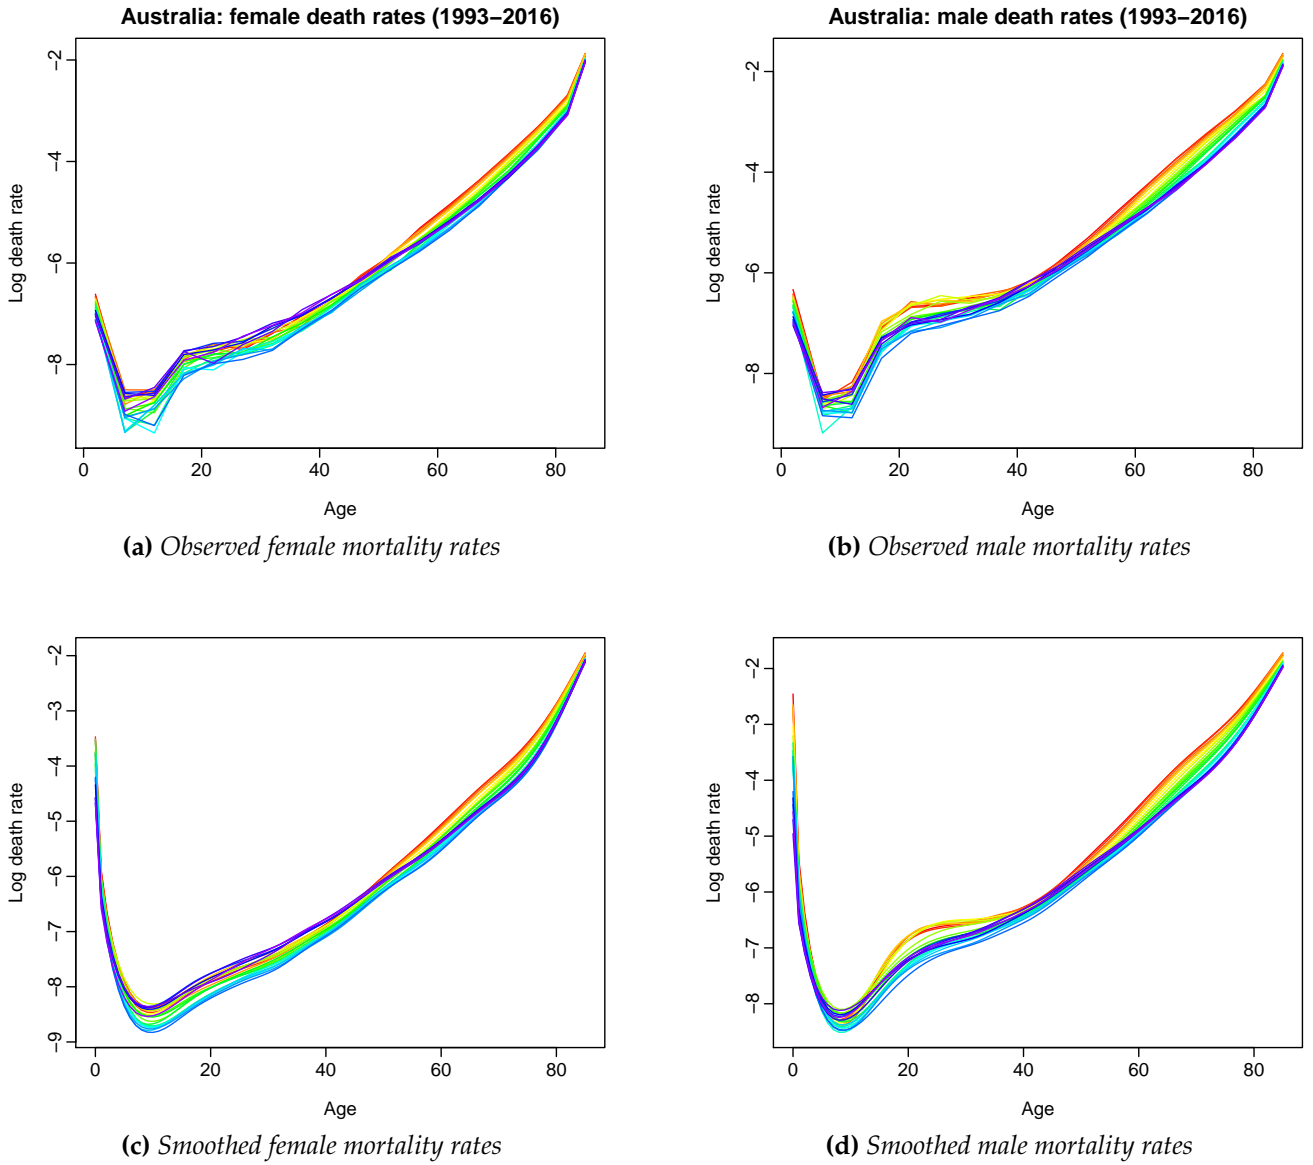 Australia: female death rates (1993−2016)
Australia: male death rates (1993−2016)
−2
−4
−6
−8
Log death rate
0 20 40 60 80
Age
−2
−4
−6
−8
Log death rate
0 20 40 60 80
Age
(a) Observed female mortality rates
(b) Observed male mortality rates
−2
−3
−4
−5
−6
−7
−8
−9
Log death rate
0 20 40 60 80
Age
−2
−3
−4
−5
−6
−7
−8
Log death rate
0 20 40 60 80
Age
(c) Smoothed female mortality rates
(d) Smoothed male mortality rates